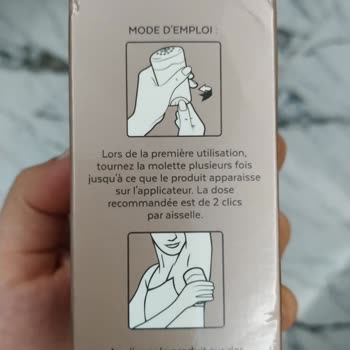 MODE D'EMPLOI :
Lors de la première utilisation,
tournez la molette plusieurs fois
jusqu'à ce que le produit apparaisse
sur l'applicateur. La dose
recommandée est de 2 clics
par aisselle.